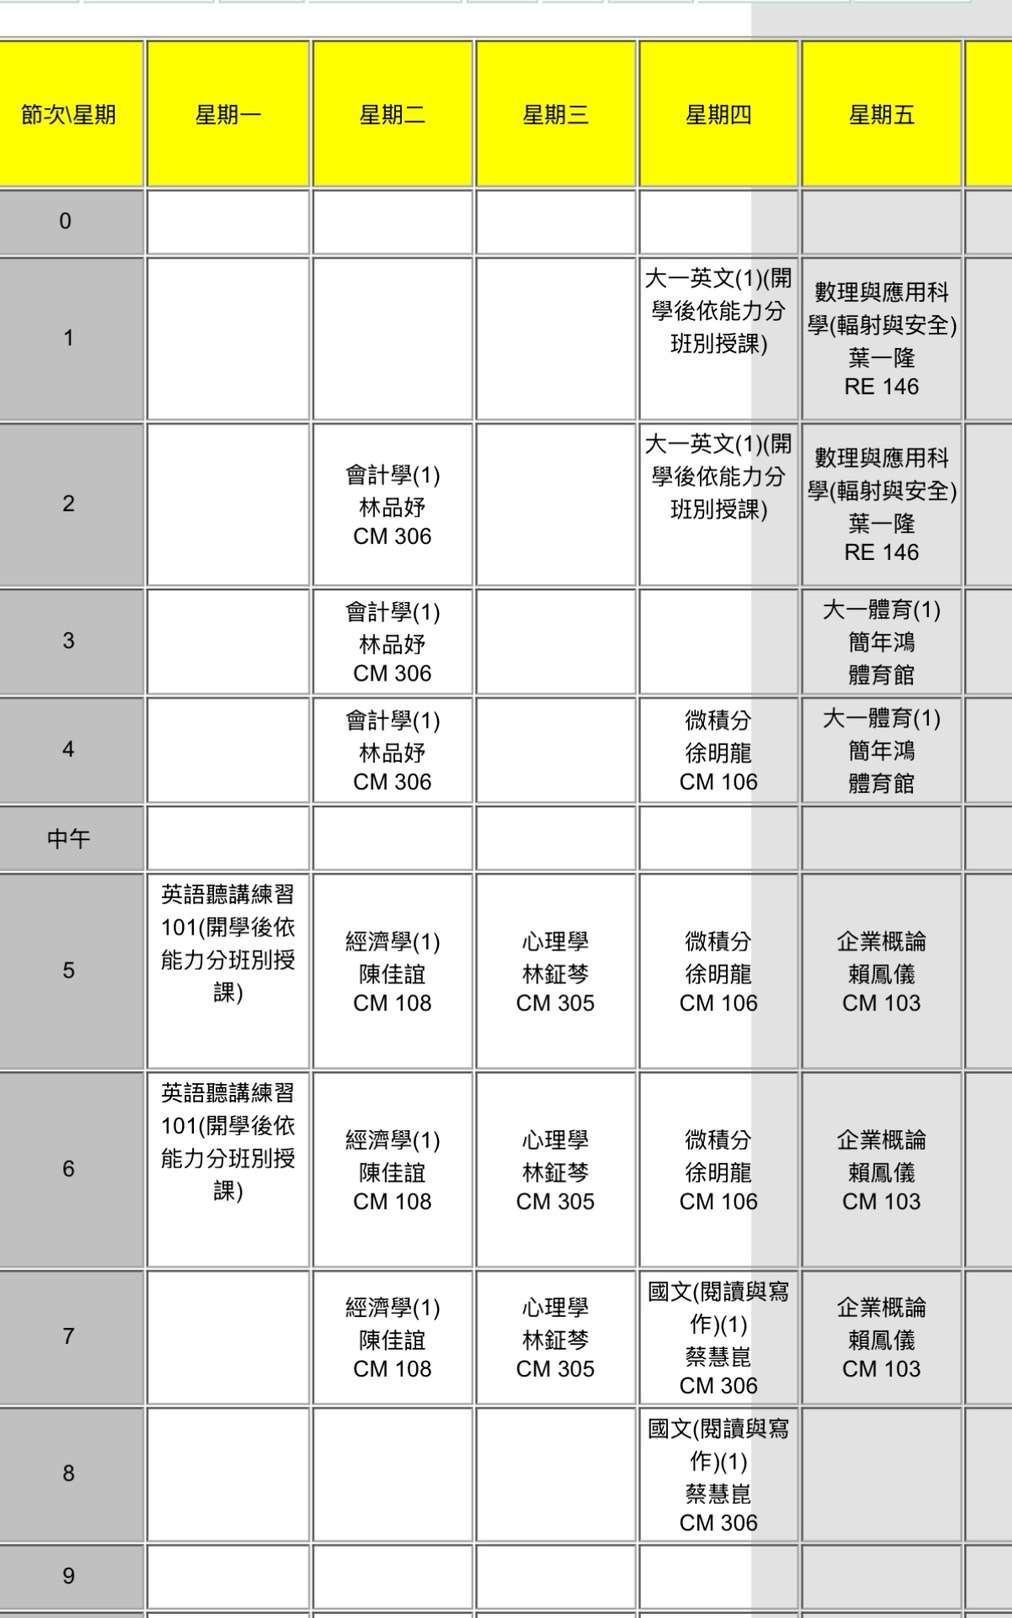 節次\星期
星期一
星期二
星期三
星期四
星期五
0
1
大一英文(1)(開
學後依能力分
班別授課)
數理與應用科
學(輻射與安全)
葉一隆
RE 146
2
會計學(1)
林品妤
CM 306
大一英文(1)(開
學後依能力分
班別授課)
數理與應用科
學(輻射與安全)
葉一隆
RE 146
3
會計學(1)
林品妤
CM 306
大一體育(1)
簡年鴻
體育館
4
會計學(1)
林品妤
CM 306
微積分
徐明龍
CM 106
大一體育(1)
簡年鴻
體育館
中午
5
英語聽講練習
101(開學後依
能力分班別授
課)
經濟學(1)
陳佳誼
CM 108
心理學
林鉦棽
CM 305
微積分
徐明龍
CM 106
企業概論
賴鳳儀
CM 103
6
英語聽講練習
101(開學後依
能力分班別授
課)
經濟學(1)
陳佳誼
CM 108
心理學
林鉦棽
CM 305
微積分
徐明龍
CM 106
企業概論
賴鳳儀
CM 103
7
經濟學(1)
陳佳誼
CM 108
心理學
林鉦棽
CM 305
國文(閱讀與寫
作)(1)
蔡慧崑
CM 306
企業概論
賴鳳儀
CM 103
8
國文(閱讀與寫
作)(1)
蔡慧崑
CM 306
9